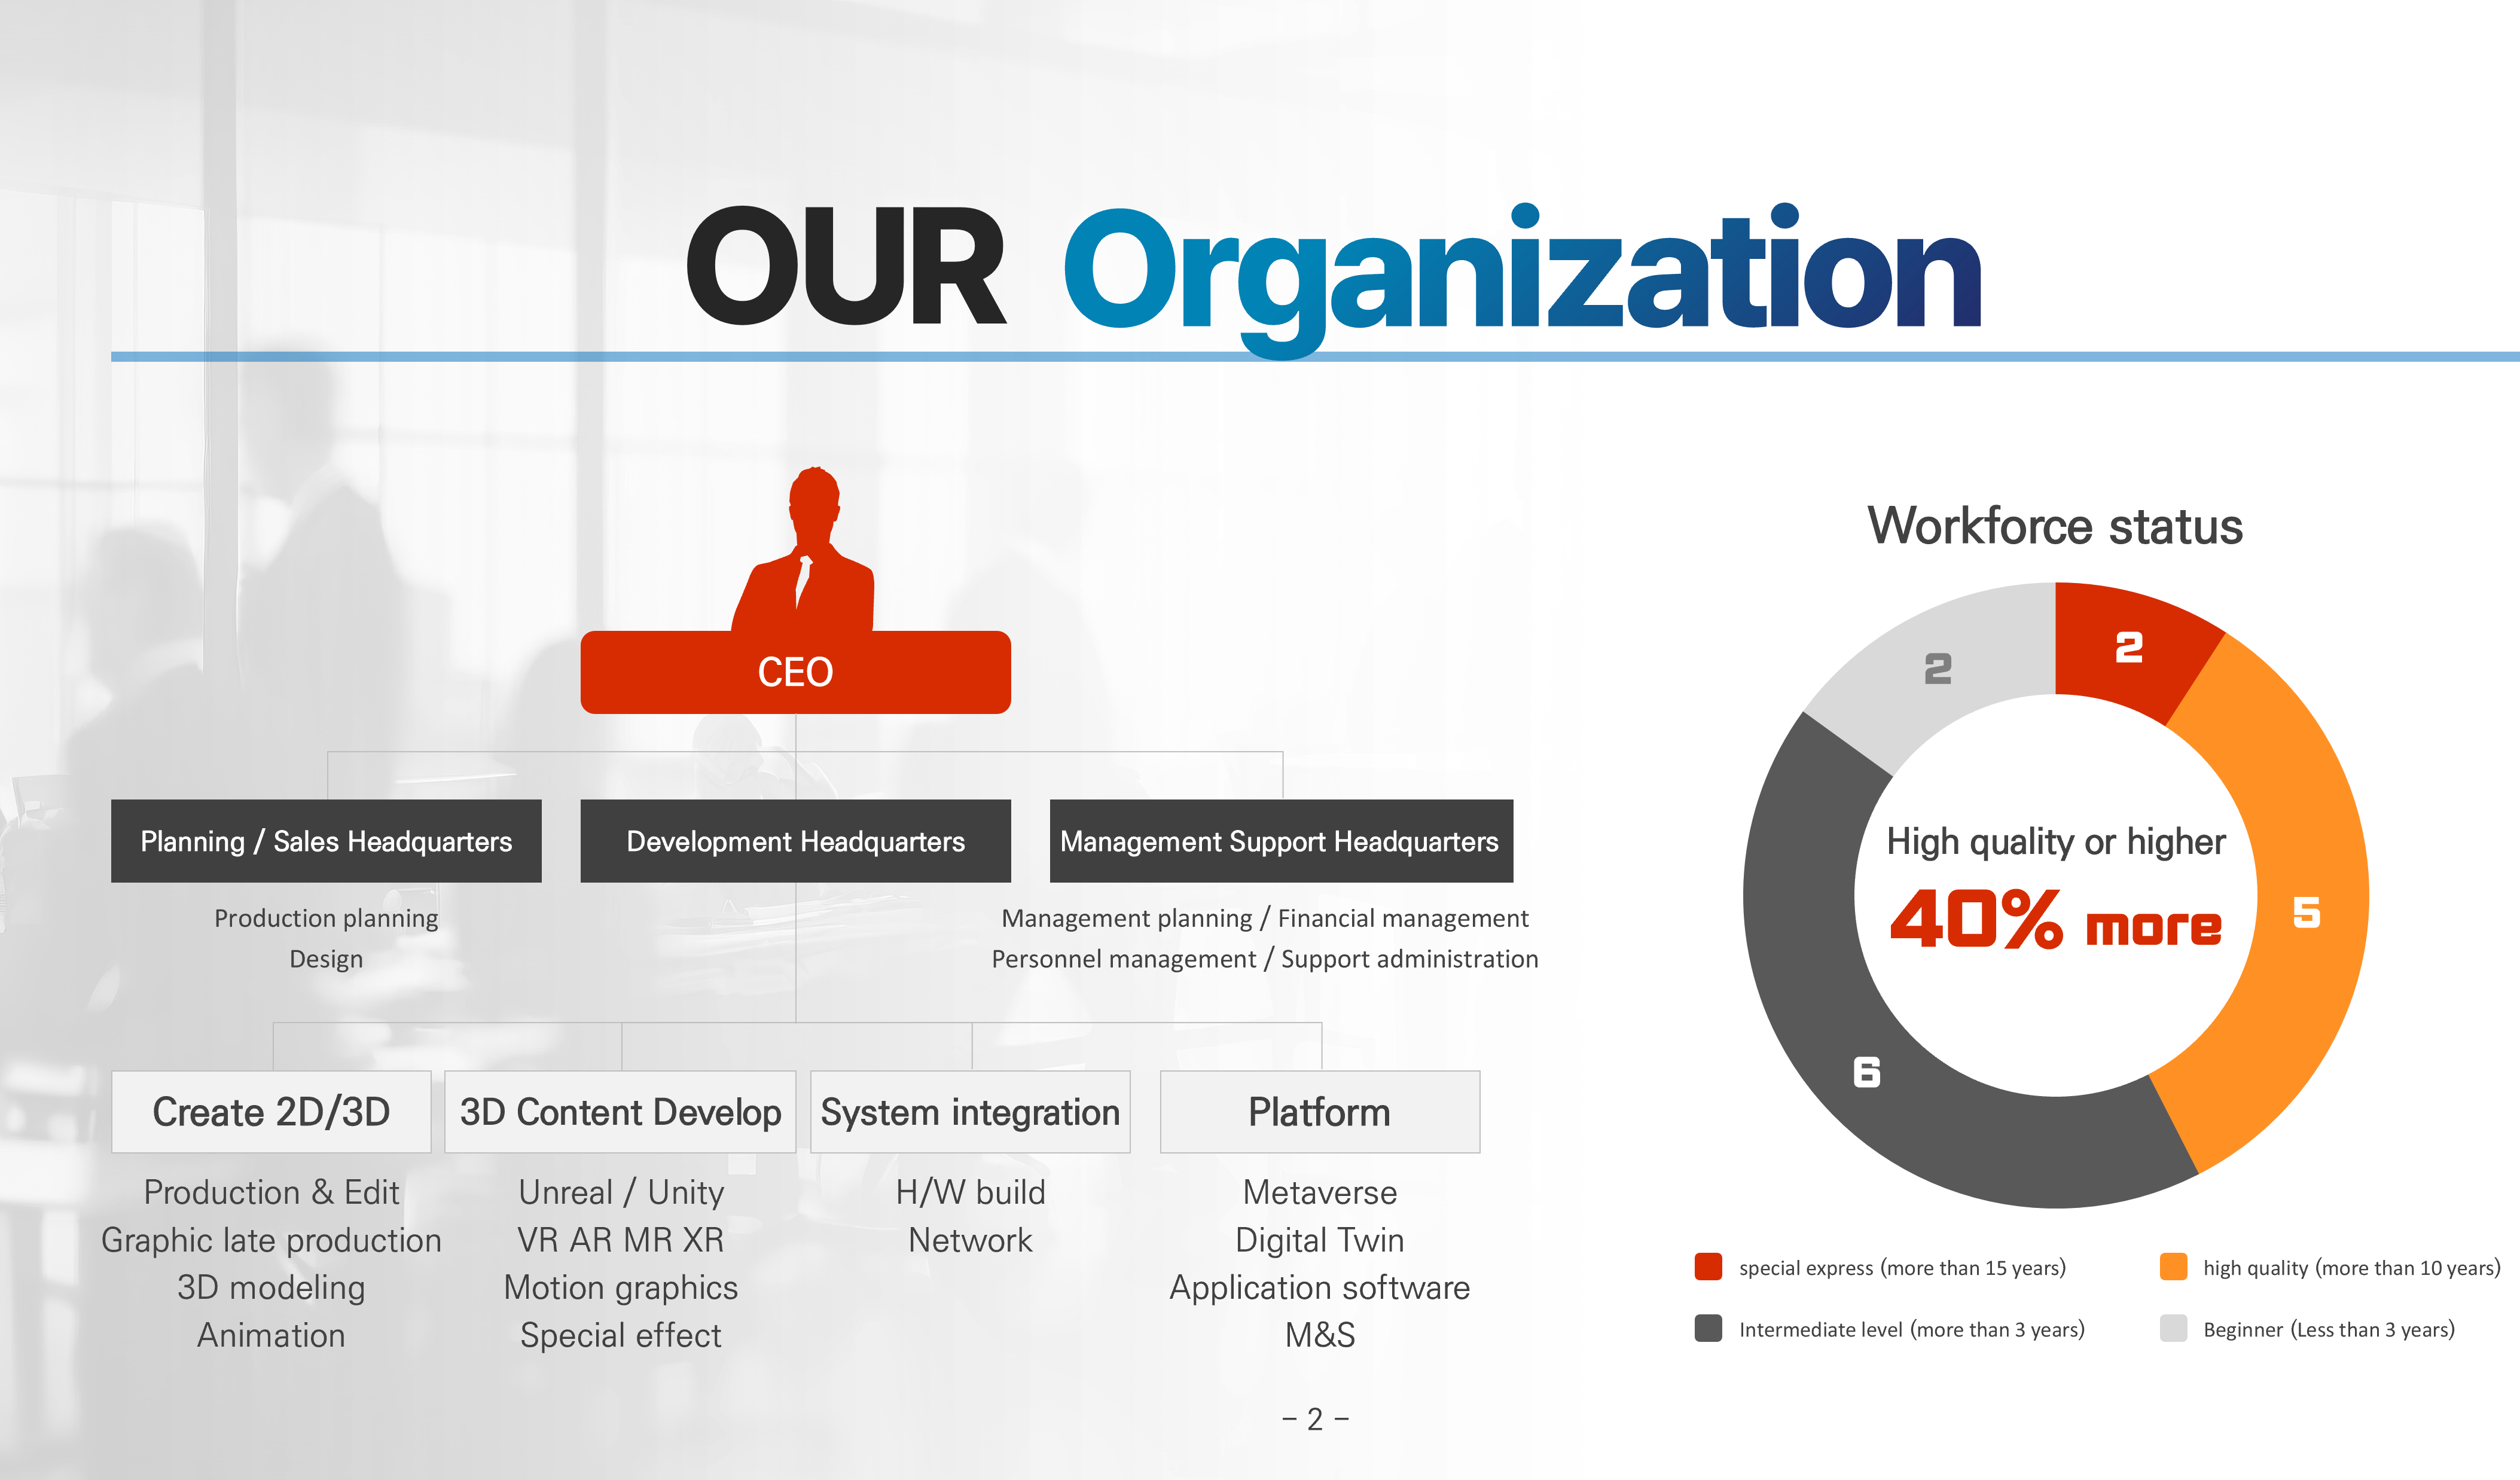 OUR Organization
CEO
Planning / Sales Headquarters
Development Headquarters
Management Support Headquarters
Production planning
Design
Management planning / Financial management
Personnel management / Support administration
Create 2D/3D
Production & Edit
Graphic late production
3D modeling
Animation
3D Content Develop
Unreal / Unity
VR AR MR XR
Motion graphics
Special effect
System integration
H/W build
Network
Platform
Metaverse
Digital Twin
Application software
M&S
Workforce status
2
2
5
6
High quality or higher
40% more
special express (more than 15 years)
high quality (more than 10 years)
Intermediate level (more than 3 years)
Beginner (Less than 3 years)
– 2 –